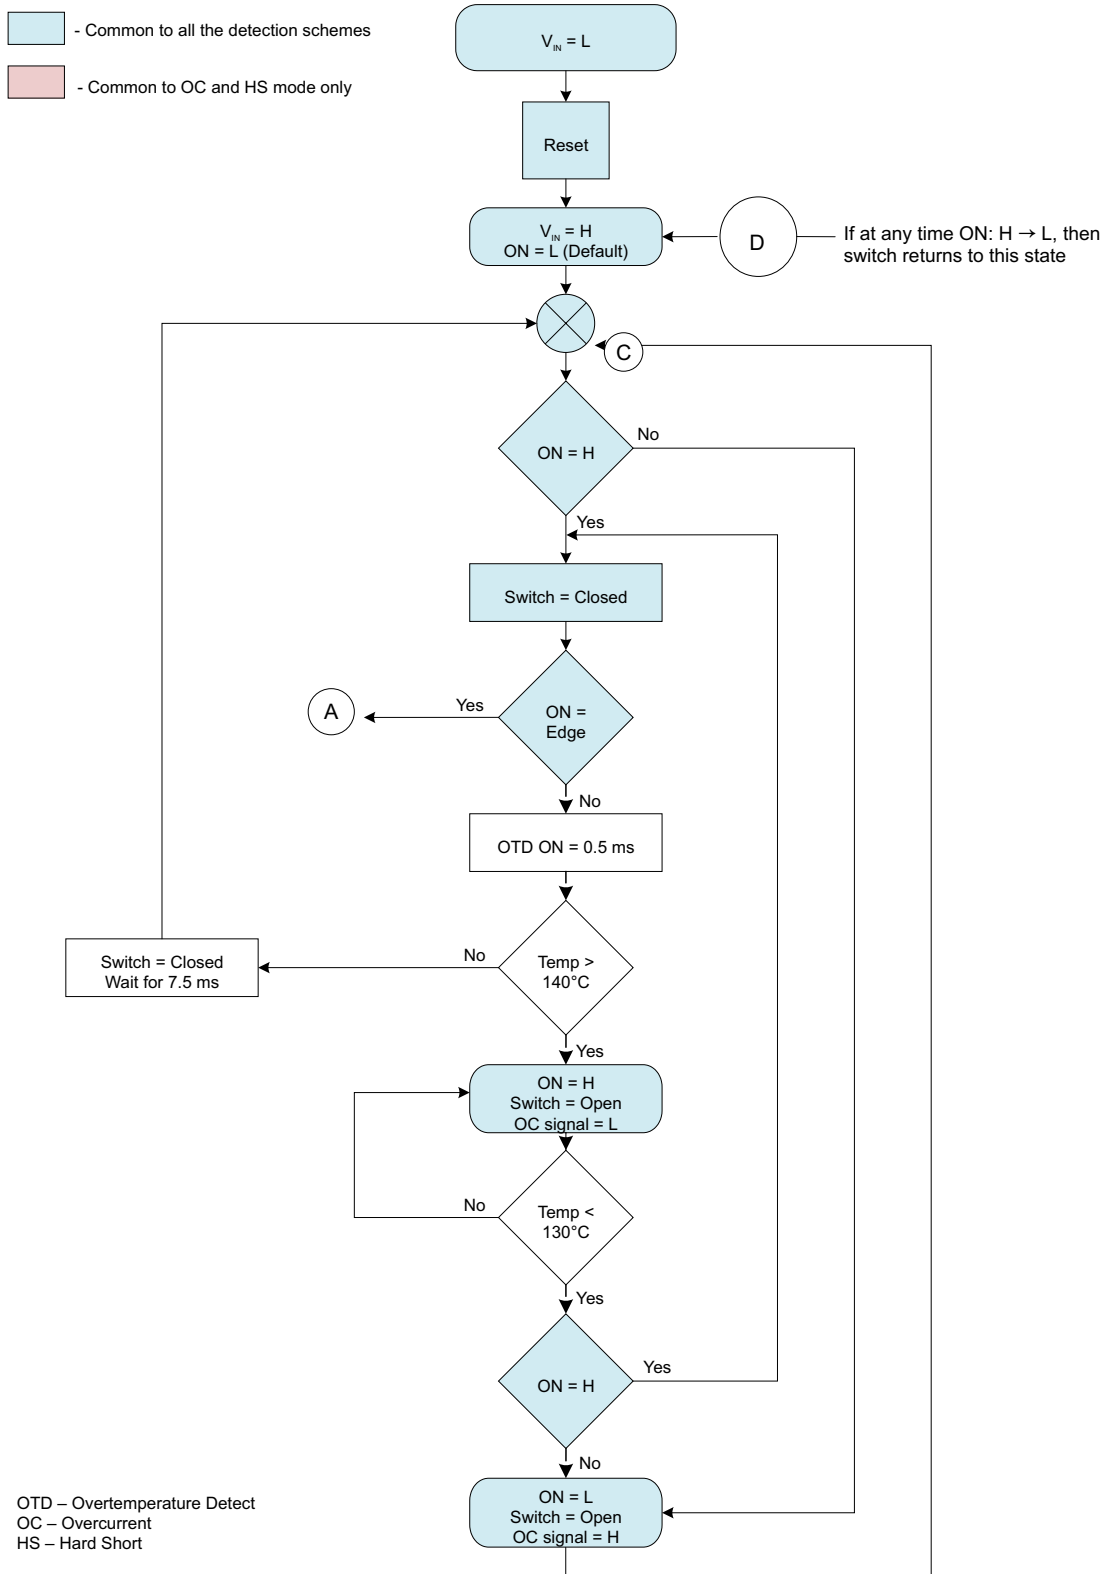 - Common to all the detection schemes
- Common to OC and HS mode only
VIN = L
Reset
VIN = H
ON = L (Default)
D
If at any time ON: H → L, then
switch returns to this state
C
ON = H
No
Yes
Switch = Closed
ON =
Edge
Yes
A
No
OTD ON = 0.5 ms
Temp >
140°C
No
Switch = Closed
Wait for 7.5 ms
Yes
ON = H
Switch = Open
OC signal = L
Temp <
130°C
No
Yes
ON = H
Yes
No
ON = L
Switch = Open
OC signal = H
OTD – Overtemperature Detect
OC – Overcurrent
HS – Hard Short